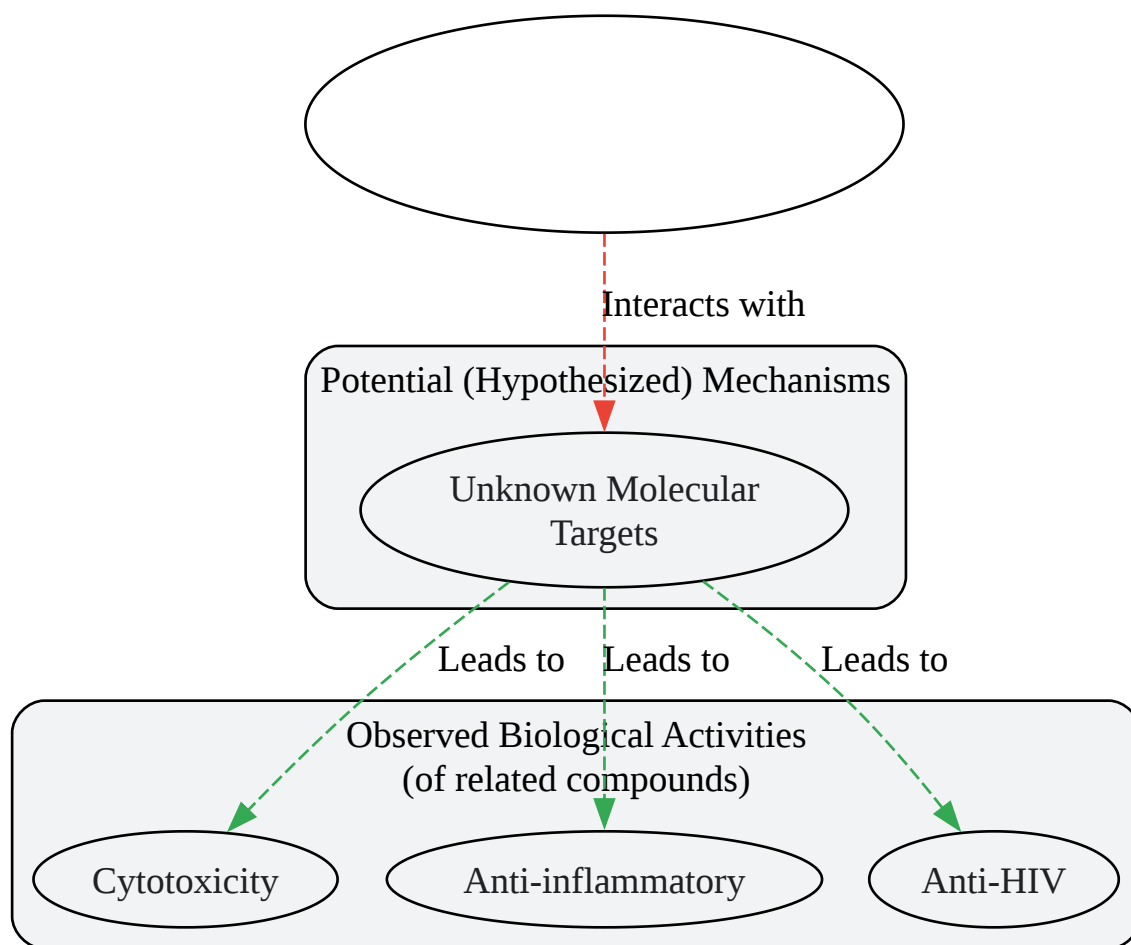 Interacts with
Potential (Hypothesized) Mechanisms
Unknown Molecular
Targets
Leads to
Leads to
Leads to
Observed Biological Activities
(of related compounds)
Cytotoxicity
Anti-inflammatory
Anti-HIV